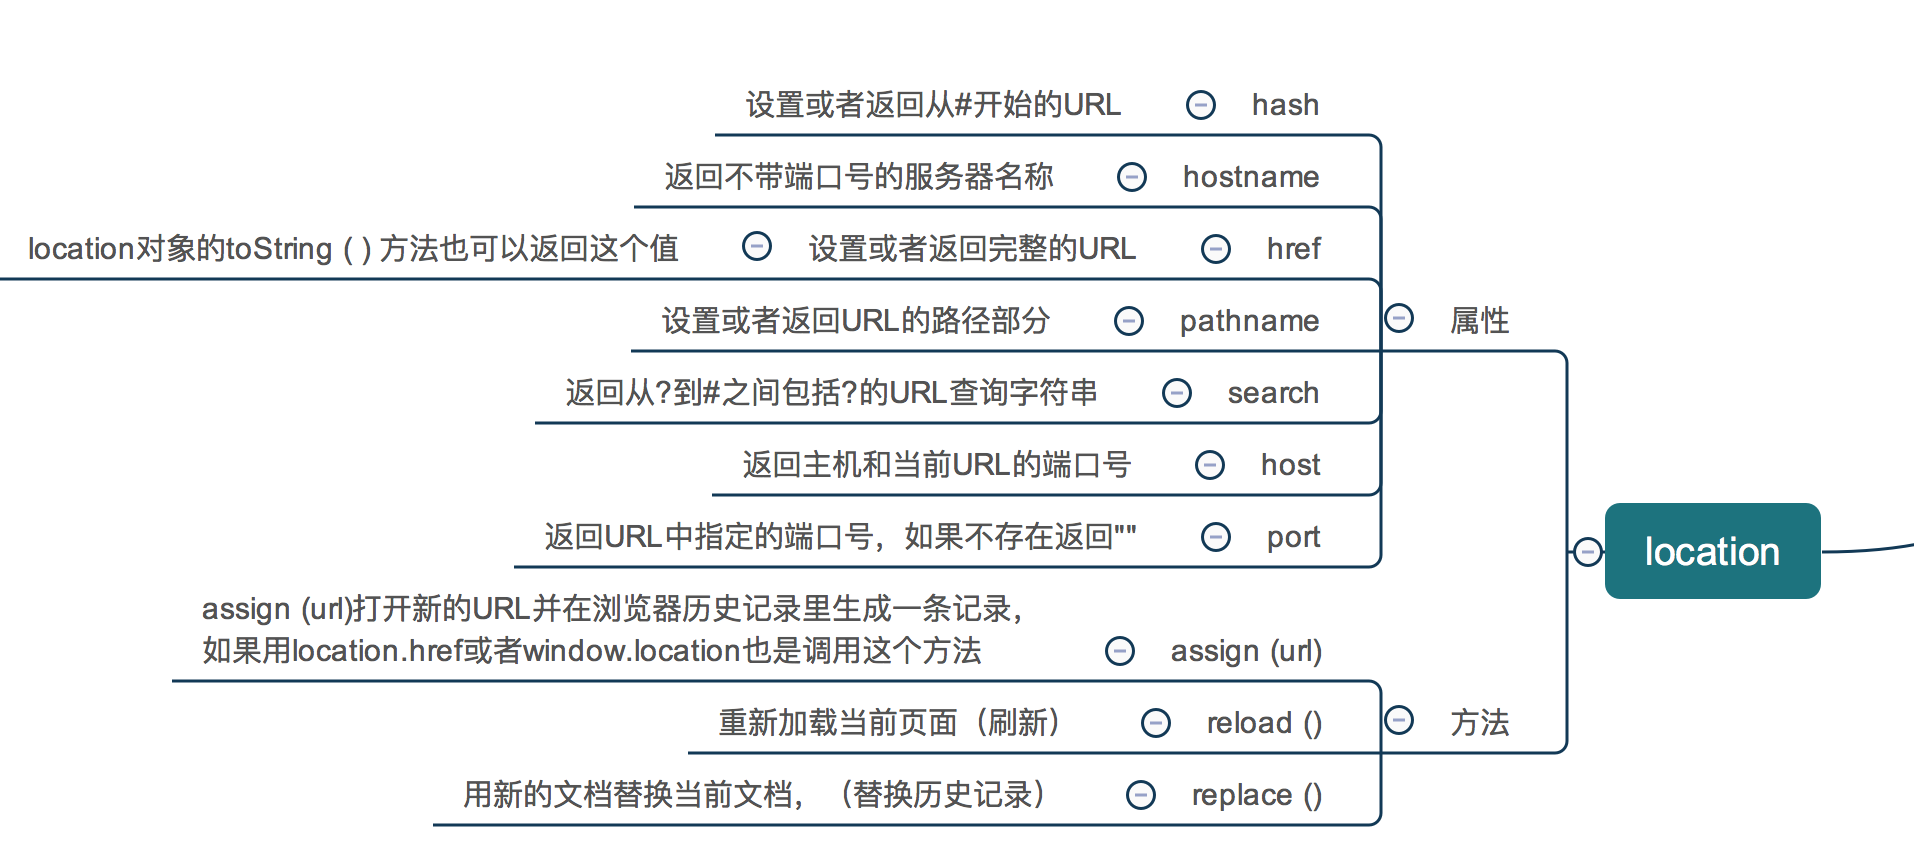 设置或者返回从#开始的URL hash
返回不带端口号的服务器名称 hostname
location对象的toString ( ) 方法也可以返回这个值 设置或者返回完整的URL href
设置或者返回URL的路径部分 pathname 属性
返回从?到#之间包括?的URL查询字符串 search
返回主机和当前URL的端口号 host
返回URL中指定的端口号，如果不存在返回"" port
location
assign (url)打开新的URL并在浏览器历史记录里生成一条记录，
如果用location.href或者window.location也是调用这个方法 assign (url)
重新加载当前页面（刷新） reload () 方法
用新的文档替换当前文档，（替换历史记录） replace ()